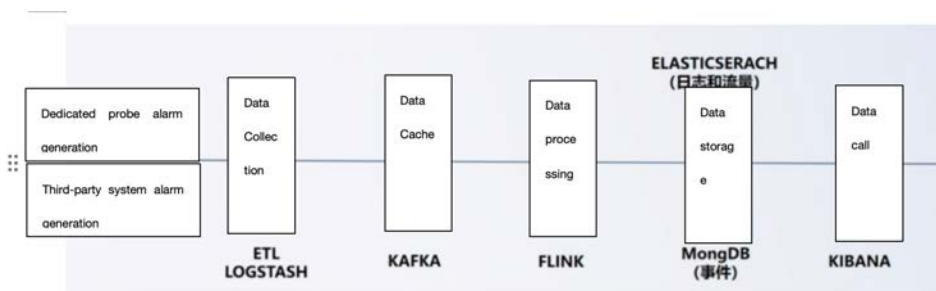 ELASTICSERACH
(日志和流量)
Dedicated probe alarm
generation
Third-party system alarm
generation
Data
Collec
tion
Data
Cache
Data
proce
ssing
Data
storag
e
Data
call
ETL
LOGSTASH
KAFKA
FLINK
MongDB
(事件)
KIBANA